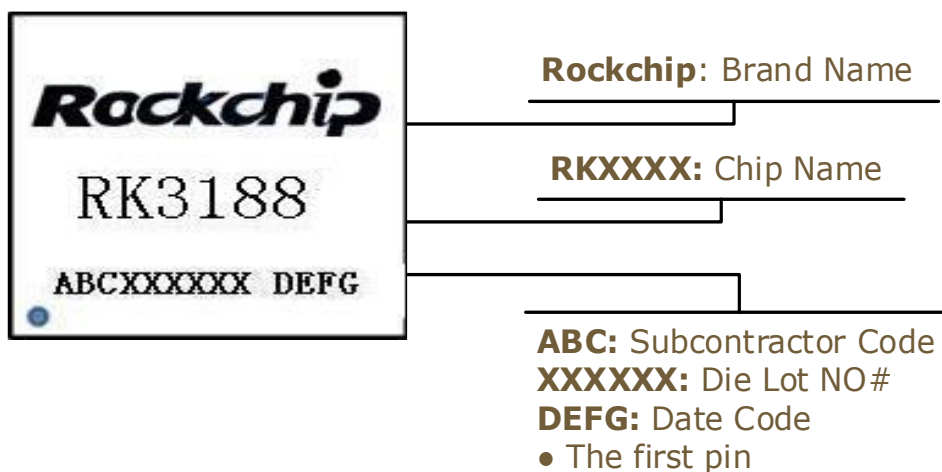 Rockchip
RK3188
ABCXXXXXX DEFG
Rockchip: Brand Name
RKXXXX: Chip Name
ABC: Subcontractor Code
XXXXXX: Die Lot NO#
DEFG: Date Code
● The first pin